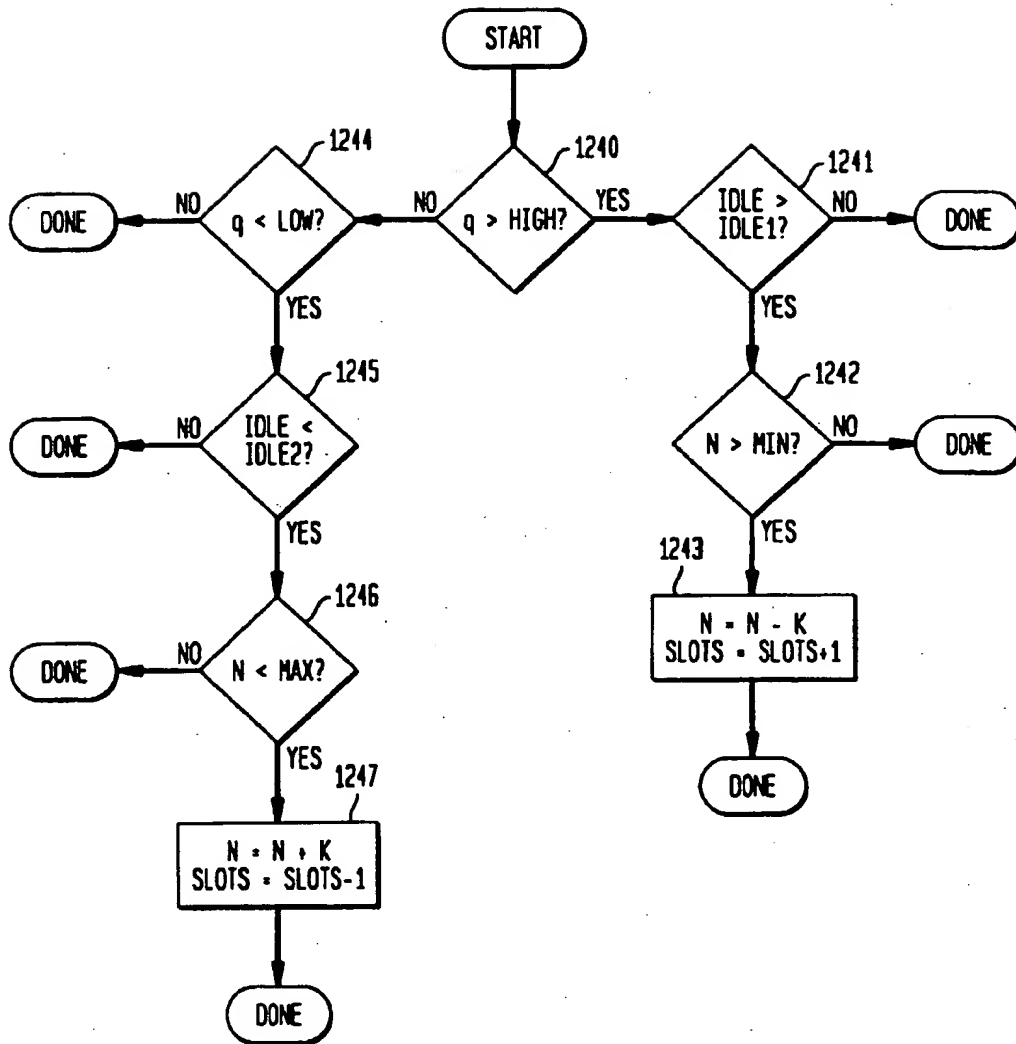 START
1244
1240
1241
DONE
NO
q < LOW?
NO
q > HIGH?
YES
IDLE >
IDLE1?
NO
DONE
YES
YES
1245
1242
DONE
NO
IDLE <
IDLE2?
N > MIN?
NO
DONE
YES
YES
1246
1243
DONE
NO
N < MAX?
N = N - K
SLOTS = SLOTS+1
YES
1247
DONE
N = N + K
SLOTS = SLOTS-1
DONE